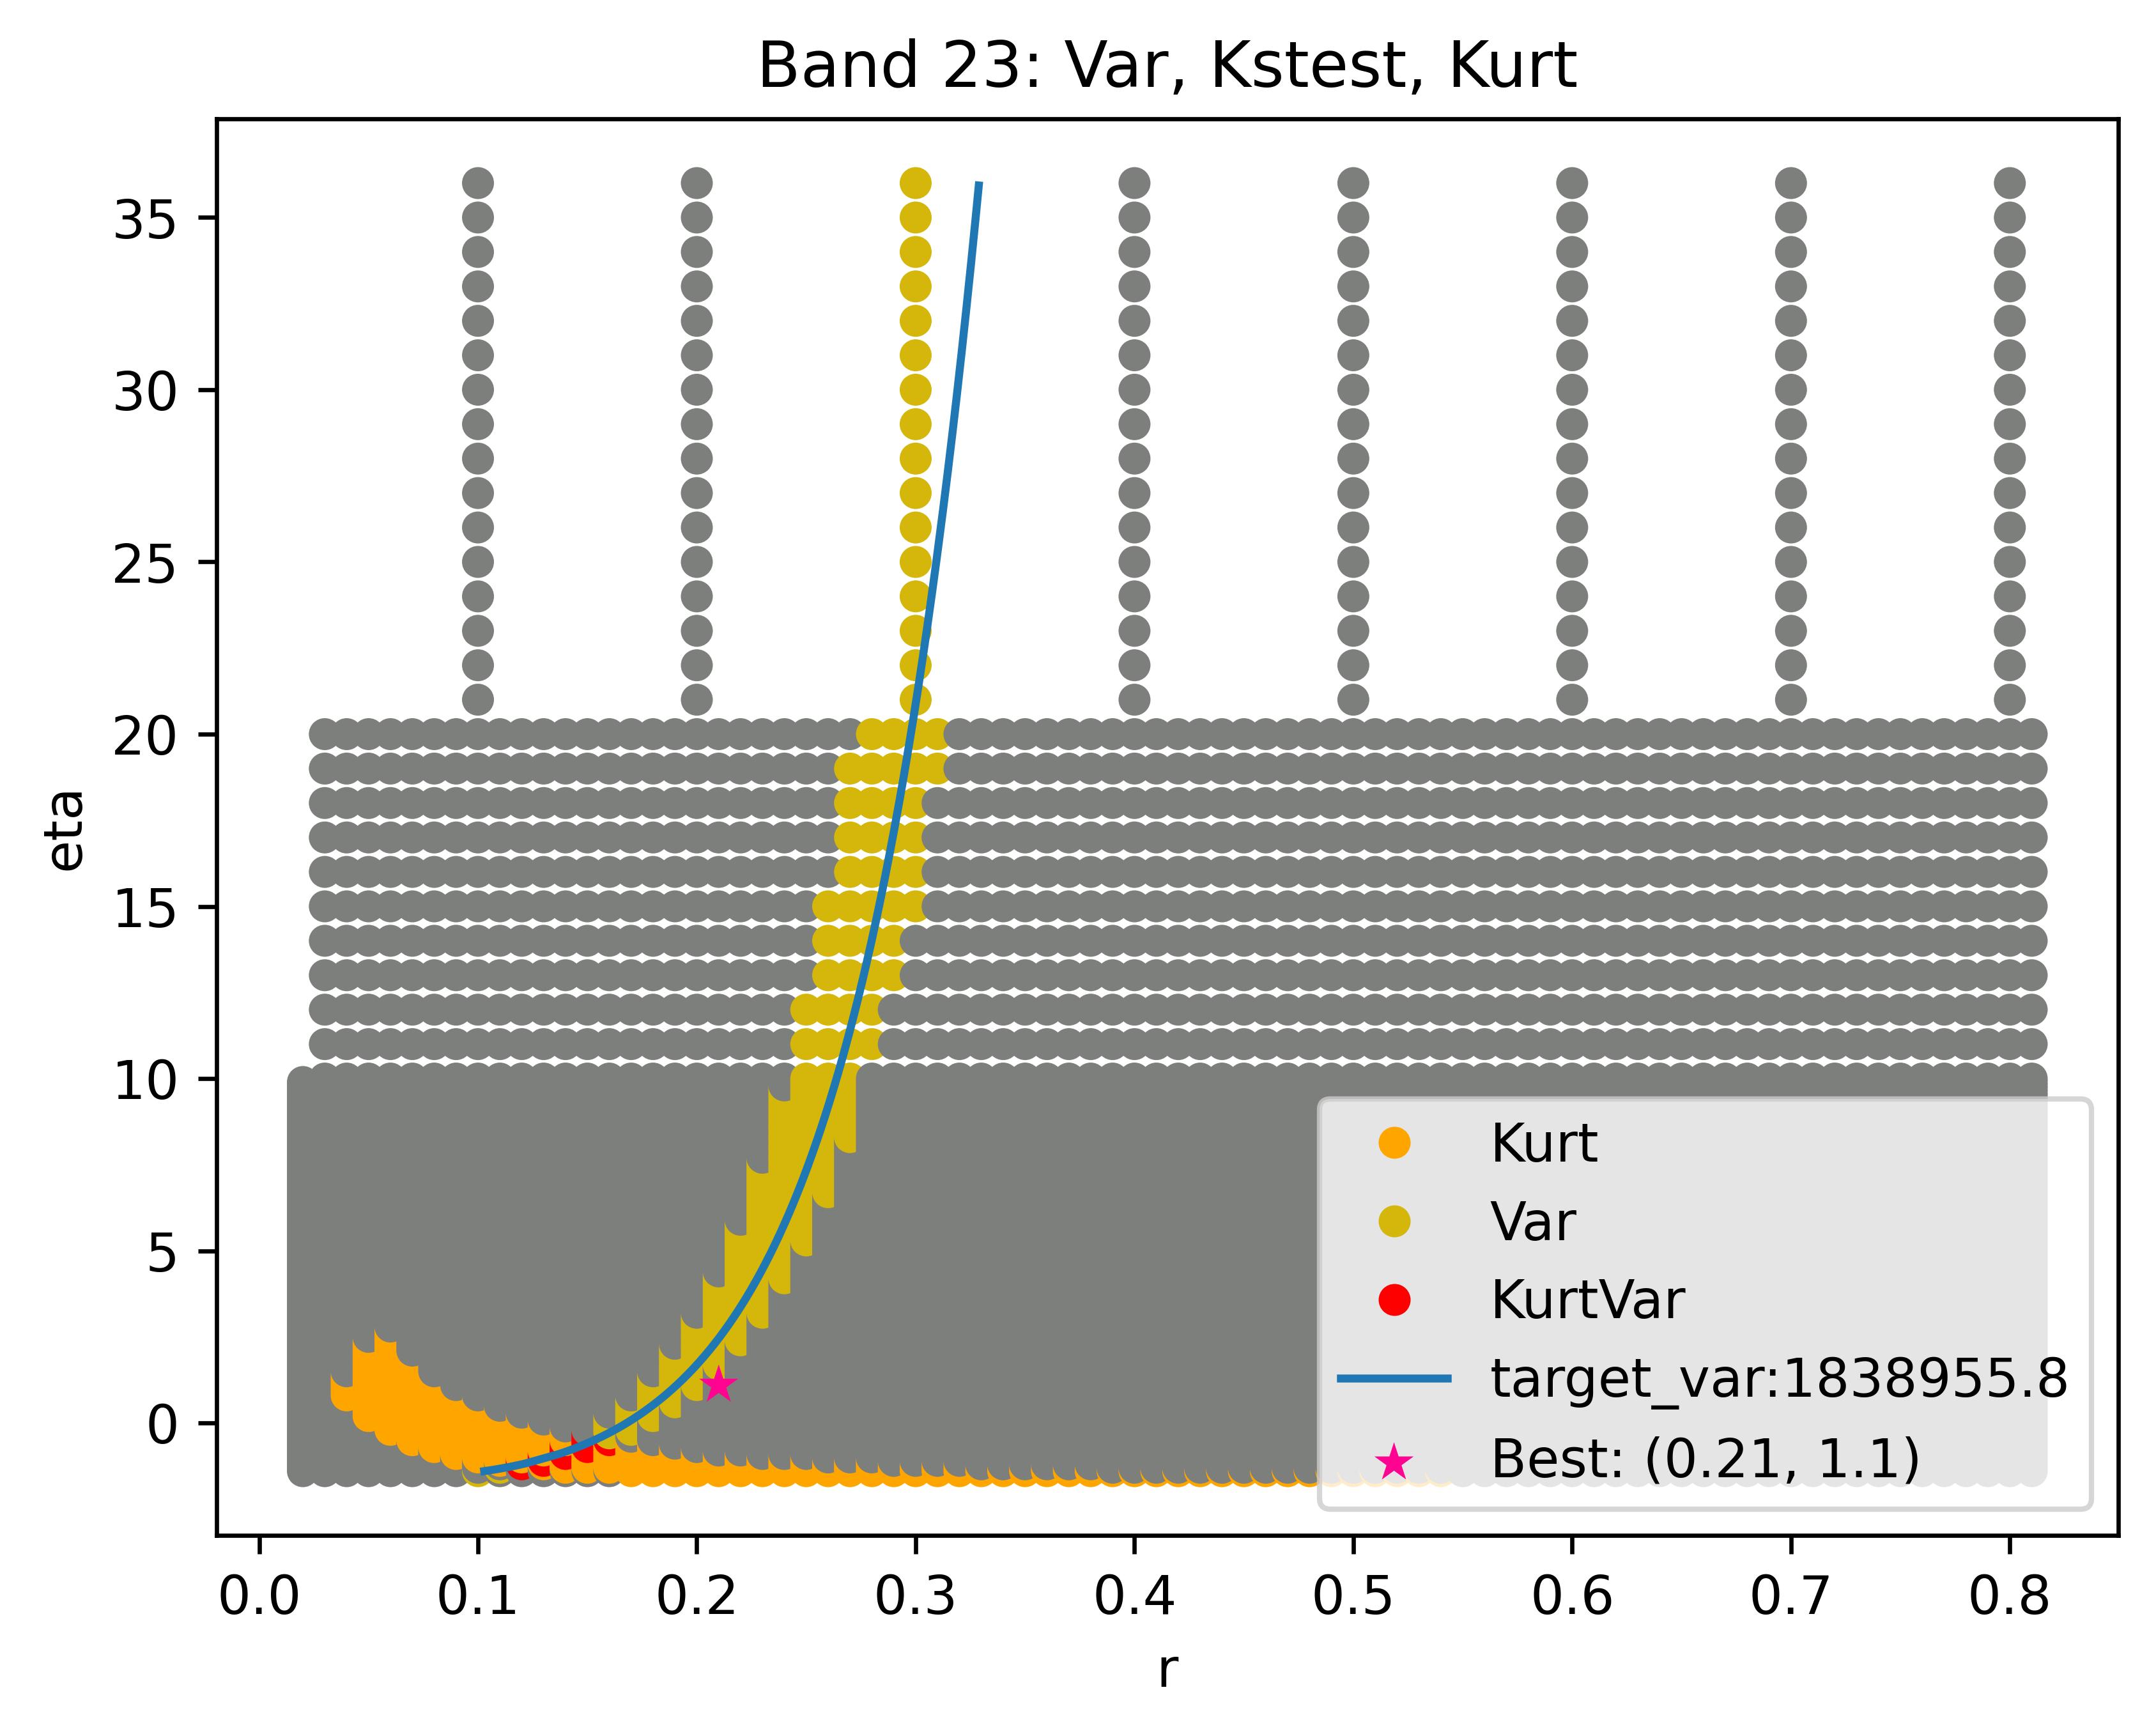 Band 23: Var, Kstest, Kurt
eta
35
30
25
20
15
10
5
0
Kurt
Var
KurtVar
target_var:1838955.8
Best: (0.21, 1.1)
0.0 0.1 0.2 0.3 0.4 0.5 0.6 0.7 0.8
r